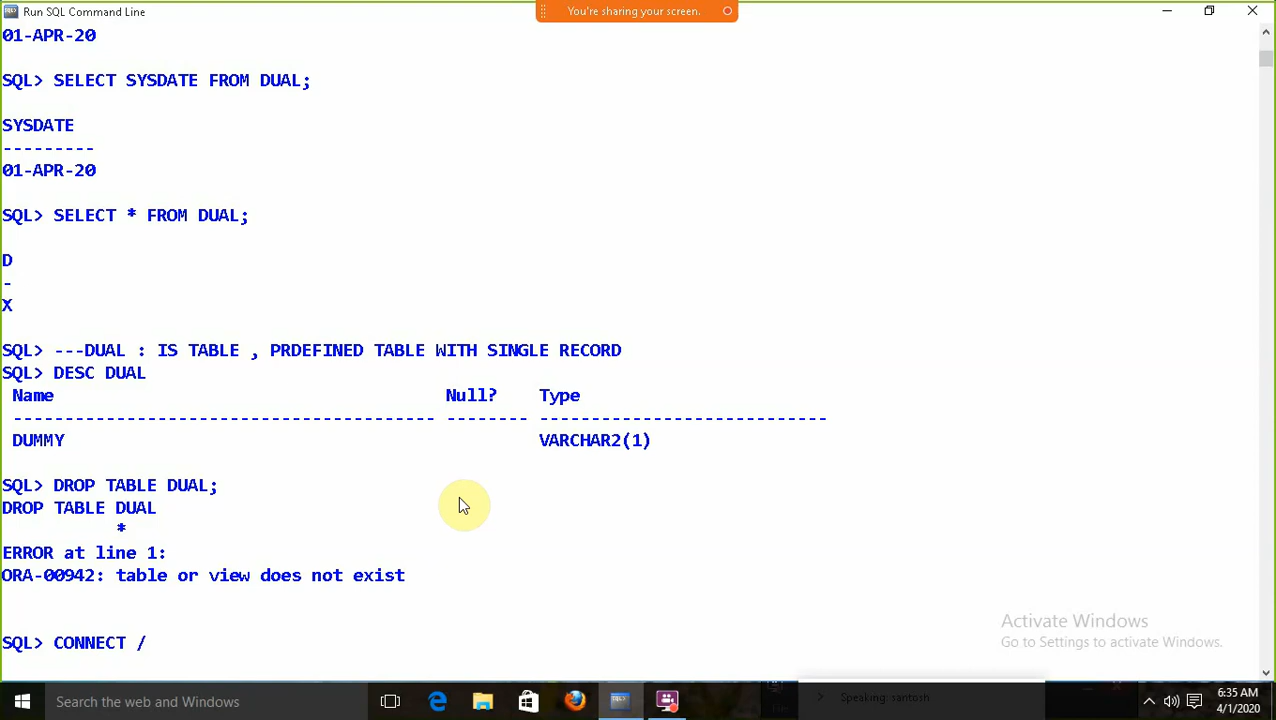 Run SQL Command Line
You're sharing your screen.
01-APR-20
SQL> SELECT SYSDATE FROM DUAL;
SYSDATE
---------
01-APR-20
SQL> SELECT * FROM DUAL;
D
-
X
SQL> ---DUAL : IS TABLE , PRDEFINED TABLE WITH SINGLE RECORD
SQL> DESC DUAL
Name Null? Type
----------------------------------------- -------- ----------------------------
DUMMY VARCHAR2(1)
SQL> DROP TABLE DUAL;
DROP TABLE DUAL
*
ERROR at line 1:
ORA-00942: table or view does not exist
SQL> CONNECT /
Activate Windows
Go to Settings to activate Windows.
Search the web and Windows
Speaking: santosh
6:35 AM
4/1/2020